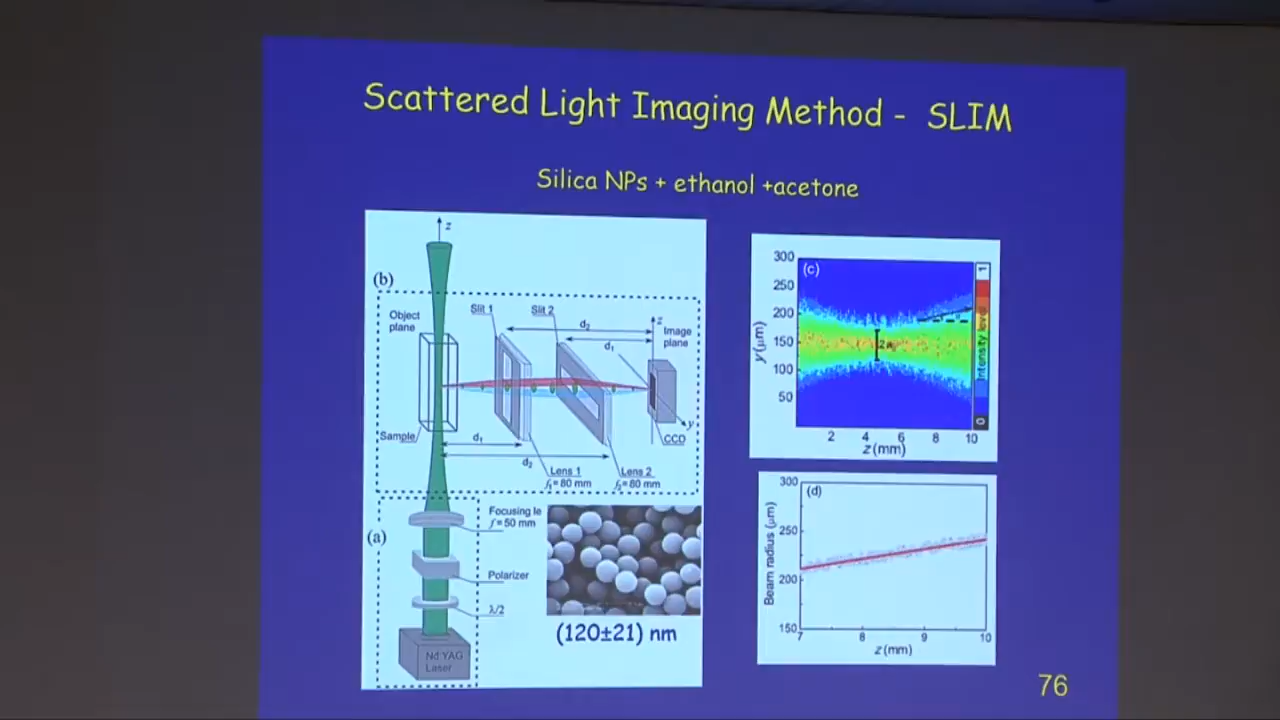 Scattered Light Imaging Method - SLIM
Silica NPs + ethanol +acetone
z
(b)
Object
plane
Slit 1
Slit 2
d₂
d₁
z
Image
plane
Sample
d₁
d₂
y
CCD
Lens 1
f₁= 80 mm
Lens 2
f₂= 80 mm
(a)
Focusing le
f = 50 mm
Polarizer
λ/2
Nd YAG
Laser
(120±21) nm
(c)
300
250
200
150
100
50
y (μm)
2
4
6
8
10
z (mm)
1
Intensity level
0
(d)
300
250
200
150
Beam radius (μm)
7
8
9
10
z (mm)
76